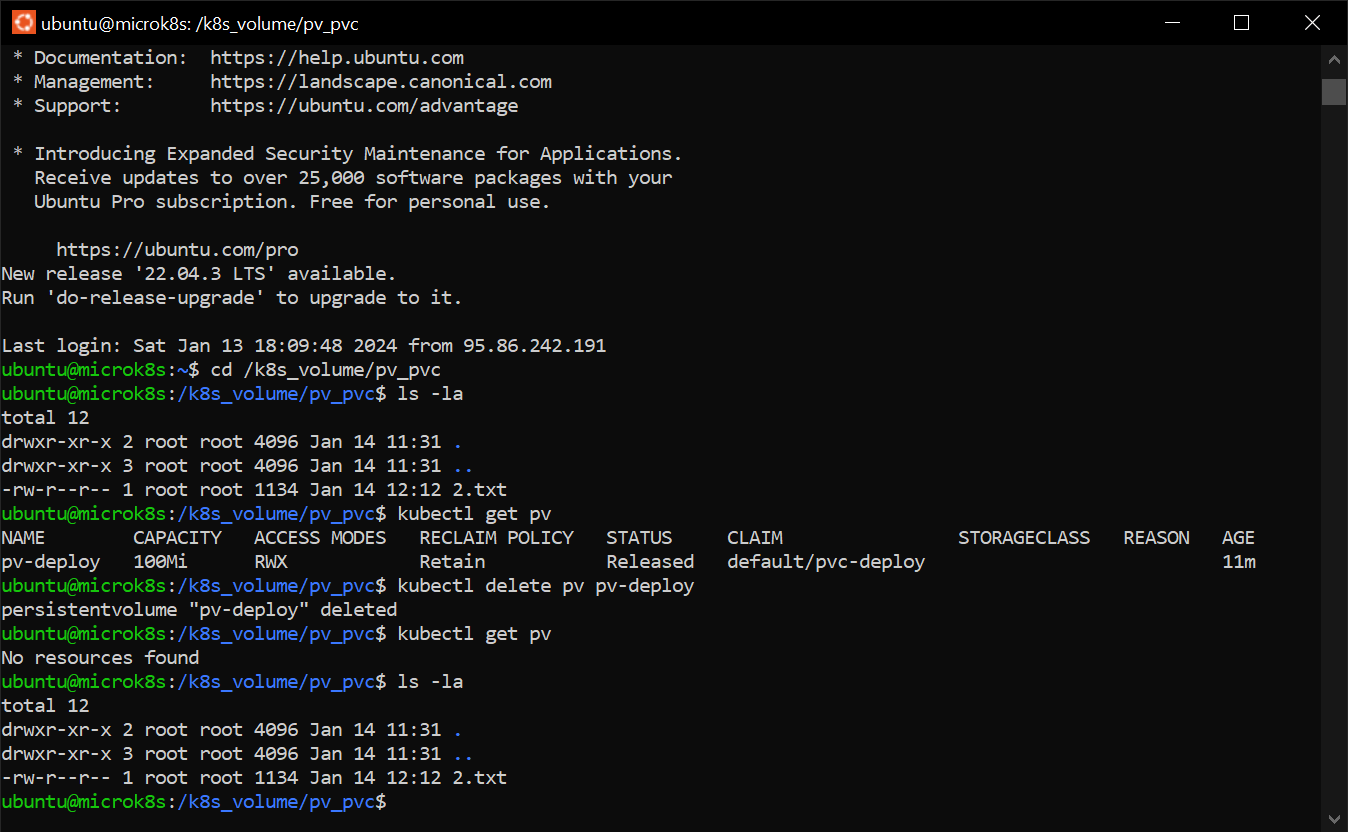 ubuntu@microk8s: /k8s_volume/pv_pvc
 * Documentation:  https://help.ubuntu.com
 * Management:     https://landscape.canonical.com
 * Support:        https://ubuntu.com/advantage

 * Introducing Expanded Security Maintenance for Applications.
   Receive updates to over 25,000 software packages with your
   Ubuntu Pro subscription. Free for personal use.

     https://ubuntu.com/pro
New release '22.04.3 LTS' available.
Run 'do-release-upgrade' to upgrade to it.

Last login: Sat Jan 13 18:09:48 2024 from 95.86.242.191
ubuntu@microk8s:~$ cd /k8s_volume/pv_pvc
ubuntu@microk8s:/k8s_volume/pv_pvc$ ls -la
total 12
drwxr-xr-x 2 root root 4096 Jan 14 11:31 .
drwxr-xr-x 3 root root 4096 Jan 14 11:31 ..
-rw-r--r-- 1 root root 1134 Jan 14 12:12 2.txt
ubuntu@microk8s:/k8s_volume/pv_pvc$ kubectl get pv
NAME        CAPACITY   ACCESS MODES   RECLAIM POLICY   STATUS     CLAIM                STORAGECLASS   REASON   AGE
pv-deploy   100Mi      RWX            Retain           Released   default/pvc-deploy                           11m
ubuntu@microk8s:/k8s_volume/pv_pvc$ kubectl delete pv pv-deploy
persistentvolume "pv-deploy" deleted
ubuntu@microk8s:/k8s_volume/pv_pvc$ kubectl get pv
No resources found
ubuntu@microk8s:/k8s_volume/pv_pvc$ ls -la
total 12
drwxr-xr-x 2 root root 4096 Jan 14 11:31 .
drwxr-xr-x 3 root root 4096 Jan 14 11:31 ..
-rw-r--r-- 1 root root 1134 Jan 14 12:12 2.txt
ubuntu@microk8s:/k8s_volume/pv_pvc$